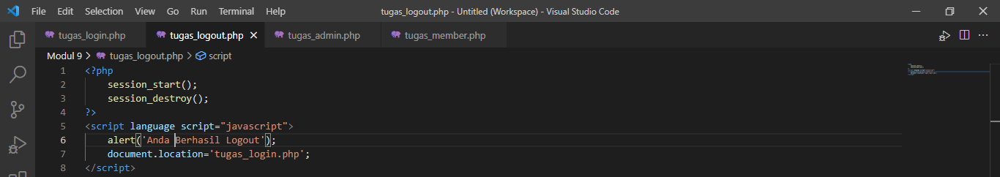 File Edit Selection View Go Run Terminal Help tugas_logout.php - Untitled (Workspace) - Visual Studio Code
tugas_login.php tugas_logout.php tugas_admin.php tugas_member.php
Modul 9 > tugas_logout.php > script
1 <?php
2 session_start();
3 session_destroy();
4 ?>
5 <script language script="javascript">
6 alert('Anda Berhasil Logout');
7 document.location='tugas_login.php';
8 </script>